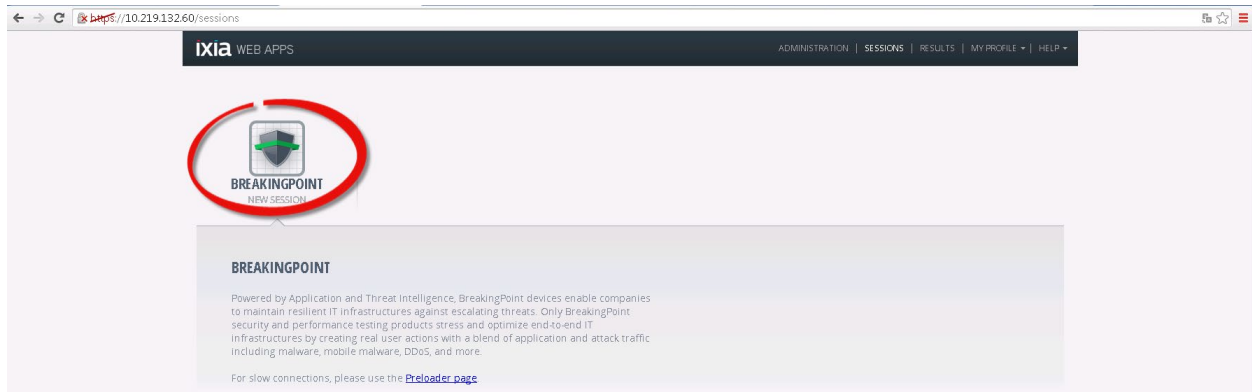 https://10.219.132.60/sessions
ixia WEB APPS
ADMINISTRATION | SESSIONS | RESULTS | MY PROFILE | HELP
BREAKINGPOINT
NEW SESSION
BREAKINGPOINT
Powered by Application and Threat Intelligence, BreakingPoint devices enable companies
to maintain resilient IT infrastructures against escalating threats. Only BreakingPoint
security and performance testing products stress and optimize end-to-end IT
infrastructures by creating real user actions with a blend of application and attack traffic
including malware, mobile malware, DDoS, and more.
For slow connections, please use the Preloader page